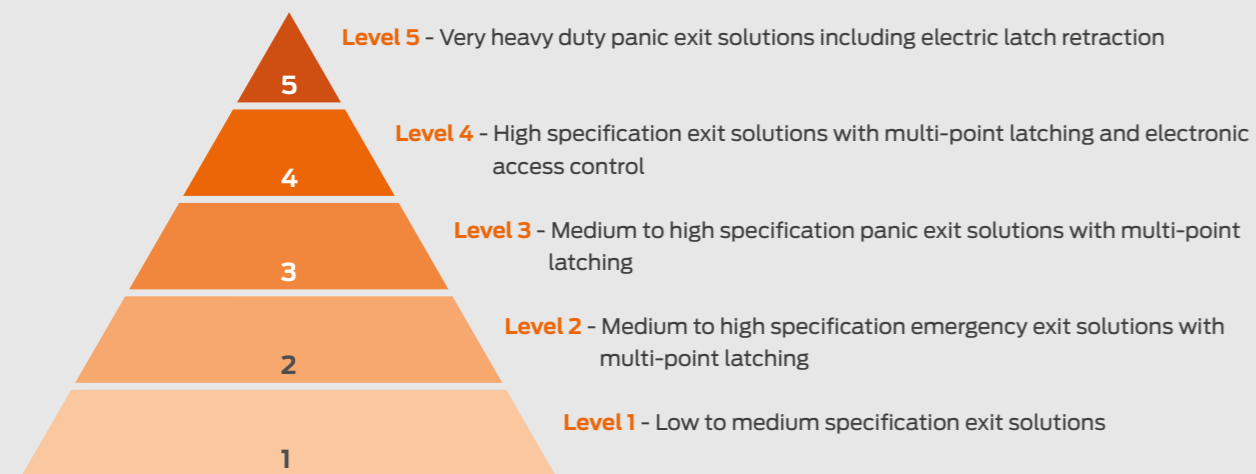 Level 5 - Very heavy duty panic exit solutions including electric latch retraction
5
Level 4 - High specification exit solutions with multi-point latching and electronic
access control
4
Level 3 - Medium to high specification panic exit solutions with multi-point
latching
3
Level 2 - Medium to high specification emergency exit solutions with
multi-point latching
2
Level 1 - Low to medium specification exit solutions
1